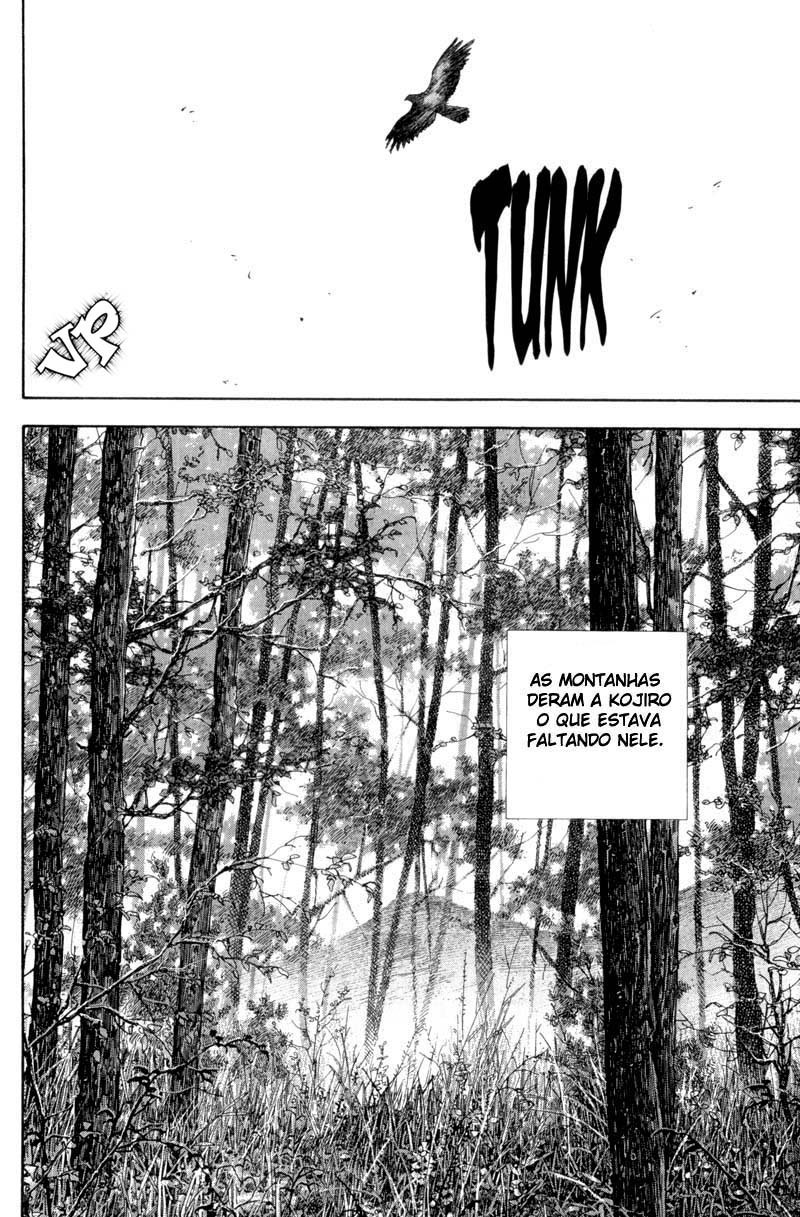 TUNK
VP
AS MONTANHAS
DERAM A KOJIRO
O QUE ESTAVA
FALTANDO NELE.